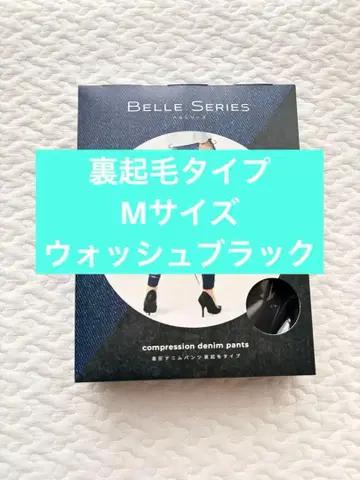 BELLE SERIES
ベルシリーズ
裏起毛タイプ
Mサイズ
ウォッシュブラック
compression denim pants
着圧デニムパンツ裏起毛タイプ